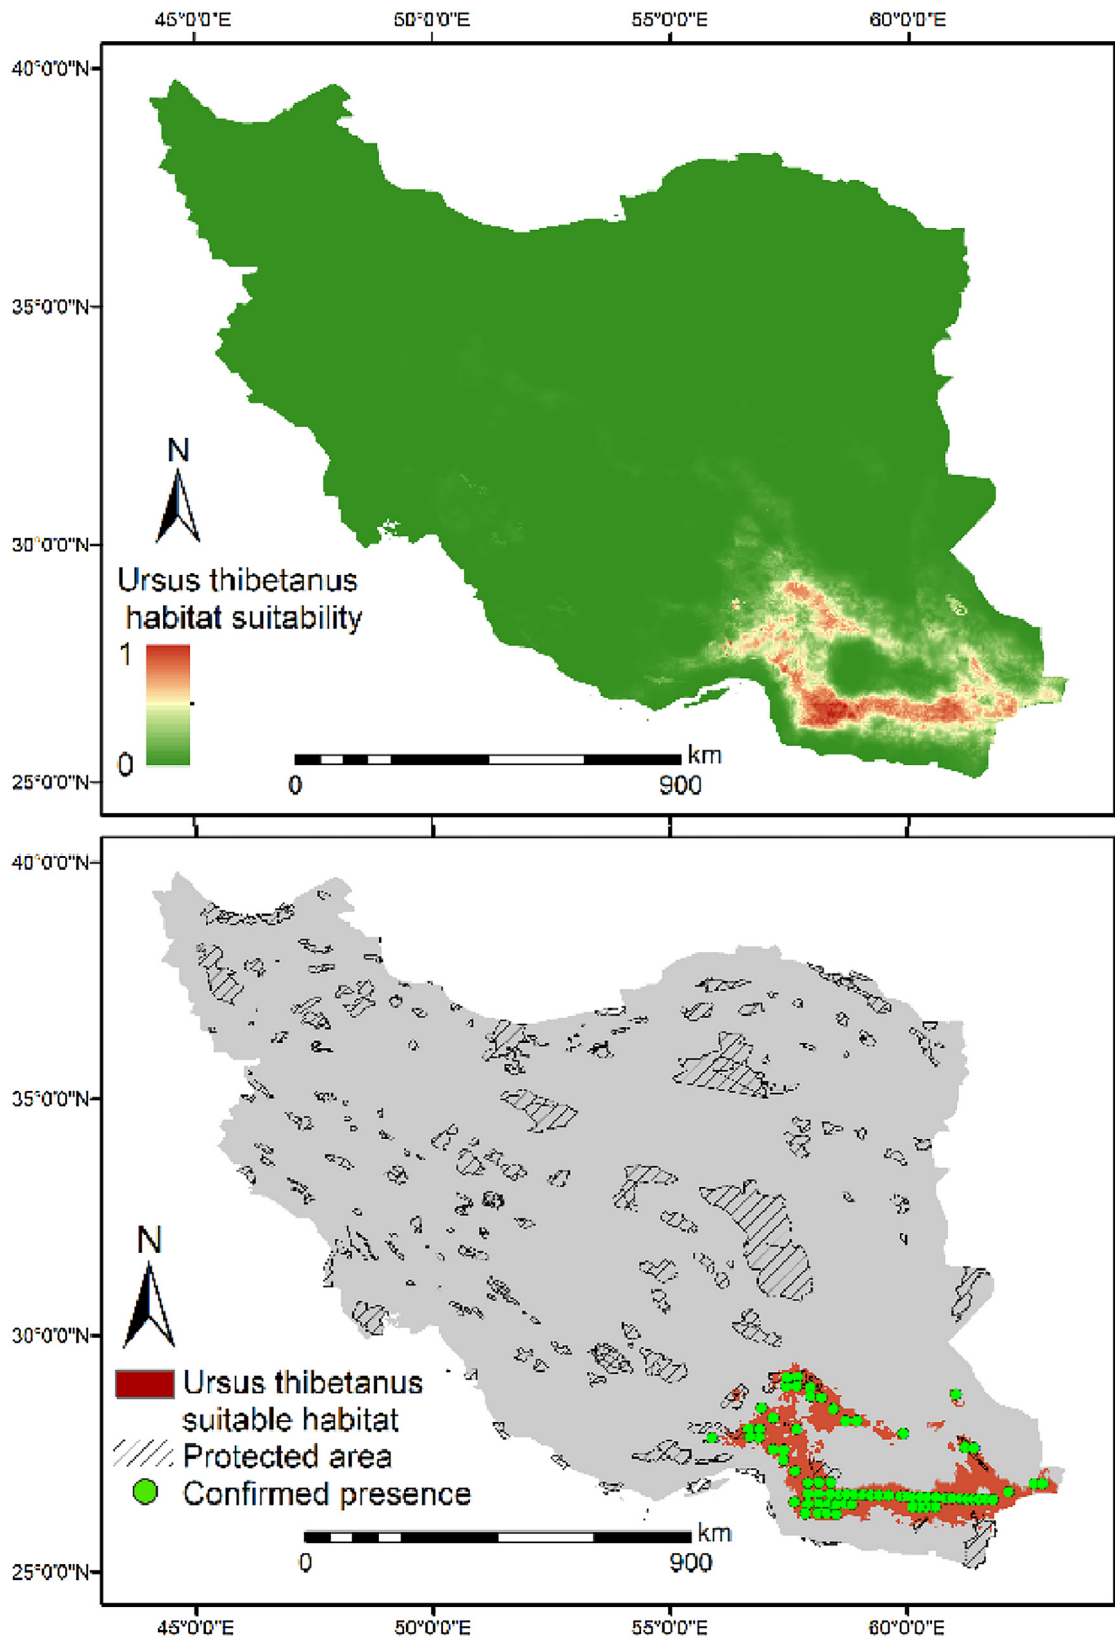 45°0'0"E 50°0'0"E 55°0'0"E 60°0'0"E
40°0'0"N
35°0'0"N
N
30°0'0"N
Ursus thibetanus
habitat suitability
1
0
km
0 900
25°0'0"N
40°0'0"N
35°0'0"N
N
30°0'0"N
Ursus thibetanus
suitable habitat
Protected area
Confirmed presence
km
0 900
25°0'0"N
45°0'0"E 50°0'0"E 55°0'0"E 60°0'0"E